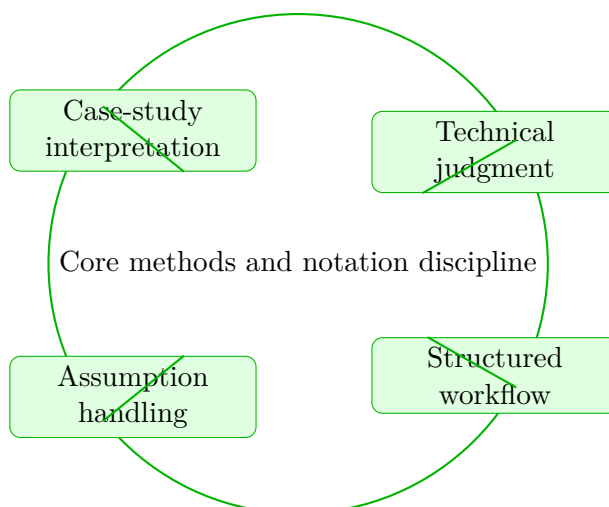 Case-study
interpretation
Technical
judgment
Core methods and notation discipline
Assumption
handling
Structured
workflow